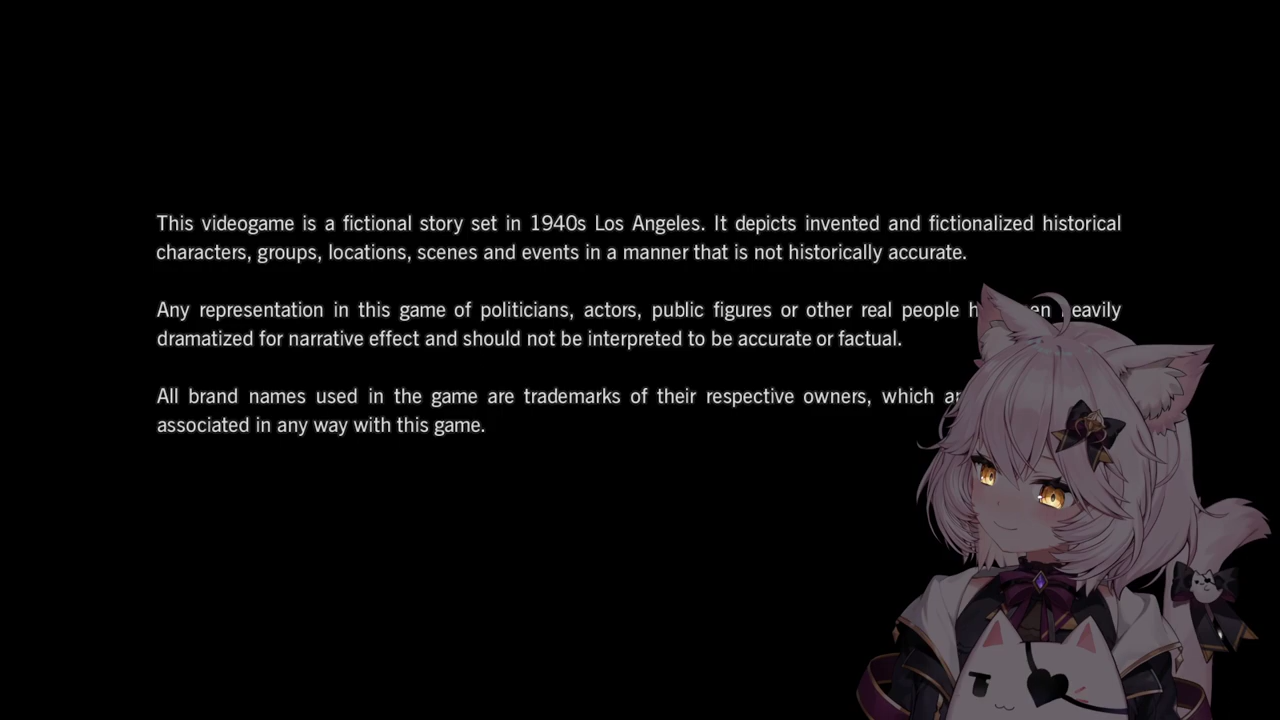 This videogame is a fictional story set in 1940s Los Angeles. It depicts invented and fictionalized historical
characters, groups, locations, scenes and events in a manner that is not historically accurate.
Any representation in this game of politicians, actors, public figures or other real people heavily
dramatized for narrative effect and should not be interpreted to be accurate or factual.
All brand names used in the game are trademarks of their respective owners, which
associated in any way with this game.